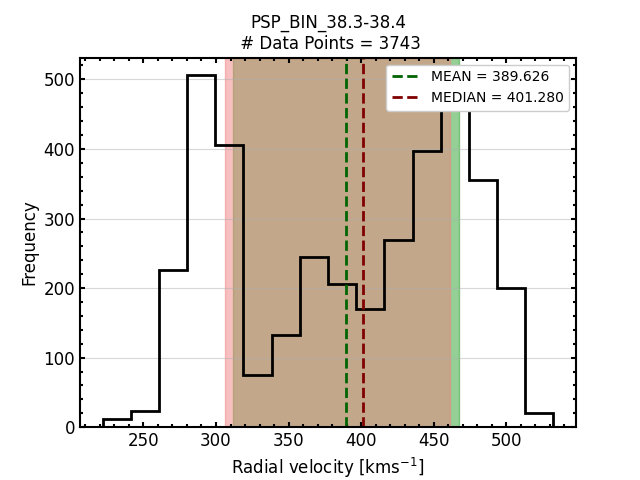 PSP_BIN_38.3-38.4
# Data Points = 3743
MEAN = 389.626
MEDIAN = 401.280
Frequency
500
400
300
200
100
0
250 300 350 400 450 500
Radial velocity [kms⁻¹]